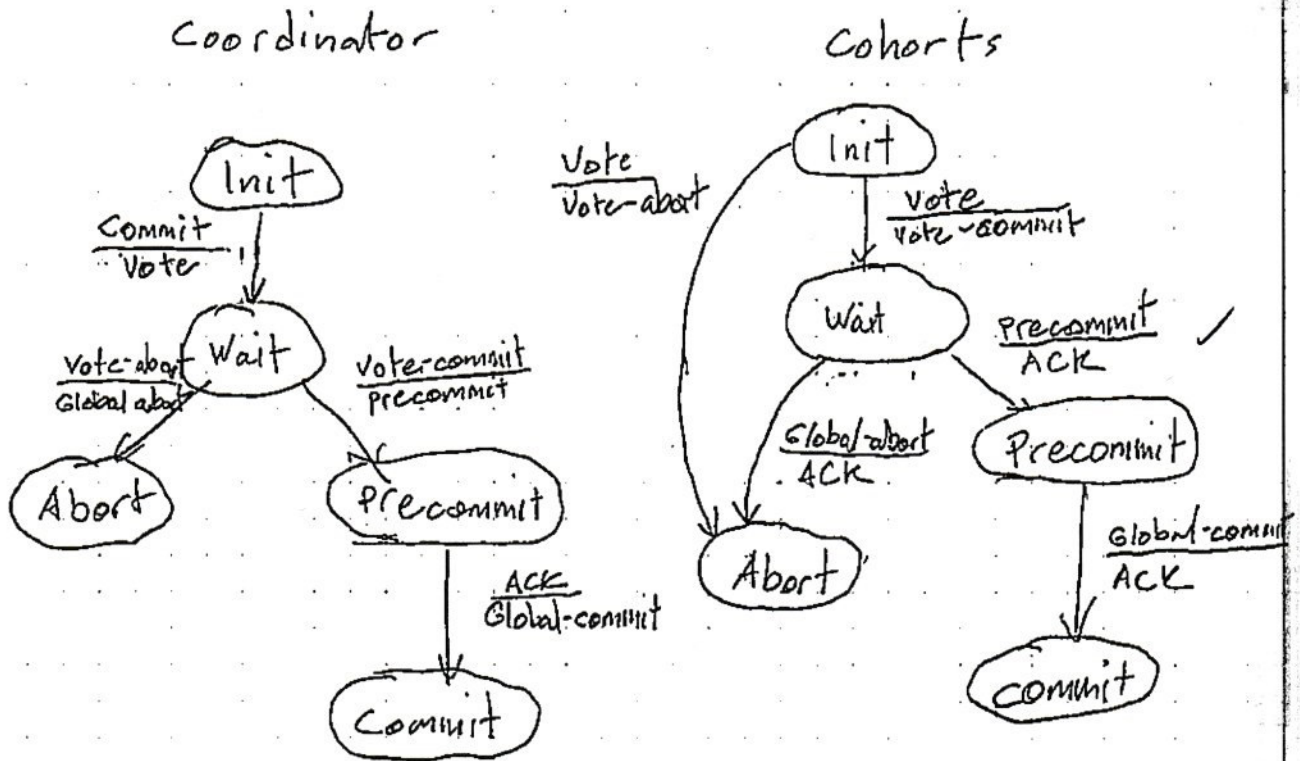 Coordinator
Init
Commit
Vote
Wait
Vote-abort
Global abort
Vote-commit
precommit
Abort
Precommit
ACK
Global-commit
Commit
Cohorts
Init
Vote
Vote-abort
Vote
Vote-commit
Wait
Precommit
ACK
Global-abort
ACK
Precommit
Abort
Global-commit
ACK
commit